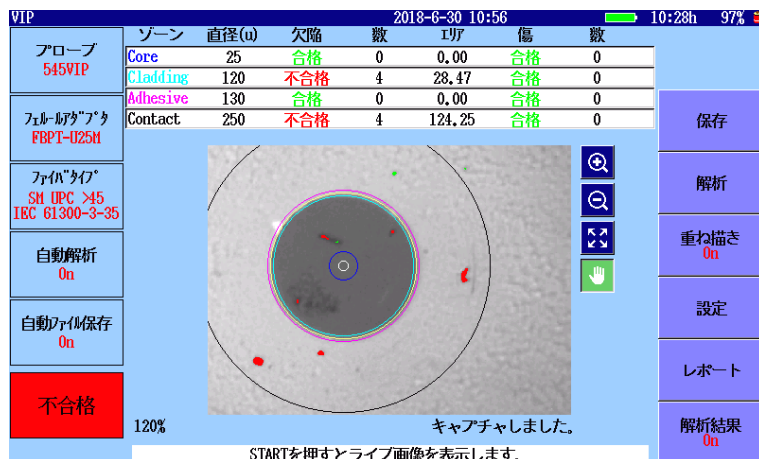 VIP 2018-6-30 10:56 10:28h 97%
プローブ
545VIP
フェルールアダプタ
FBPT-U25M
ファイバタイプ
SM UPC >45
IEC 61300-3-35
自動解析
On
自動ファイル保存
On
不合格
ゾーン 直径(u) 欠陥 数 エリア 傷 数
Core 25 合格 0 0.00 合格 0
Cladding 120 不合格 4 28.47 合格 0
Adhesive 130 合格 0 0.00 合格 0
Contact 250 不合格 4 124.25 合格 0
120% キャプチャしました。
STARTを押すとライブ画像を表示します。
保存
解析
重ね描き
On
設定
レポート
解析結果
On